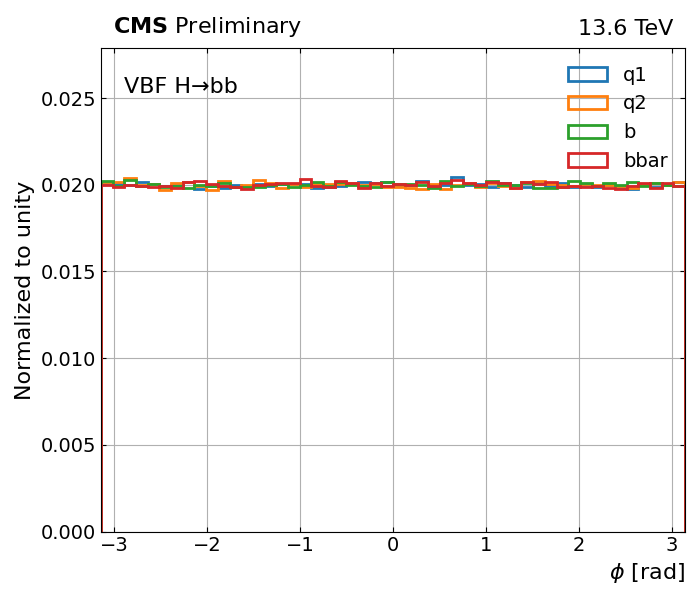 CMS Preliminary
13.6 TeV
VBF H→bb
q1
q2
b
bbar
Normalized to unity
0.025
0.020
0.015
0.010
0.005
0.000
−3 −2 −1 0 1 2 3
ϕ [rad]